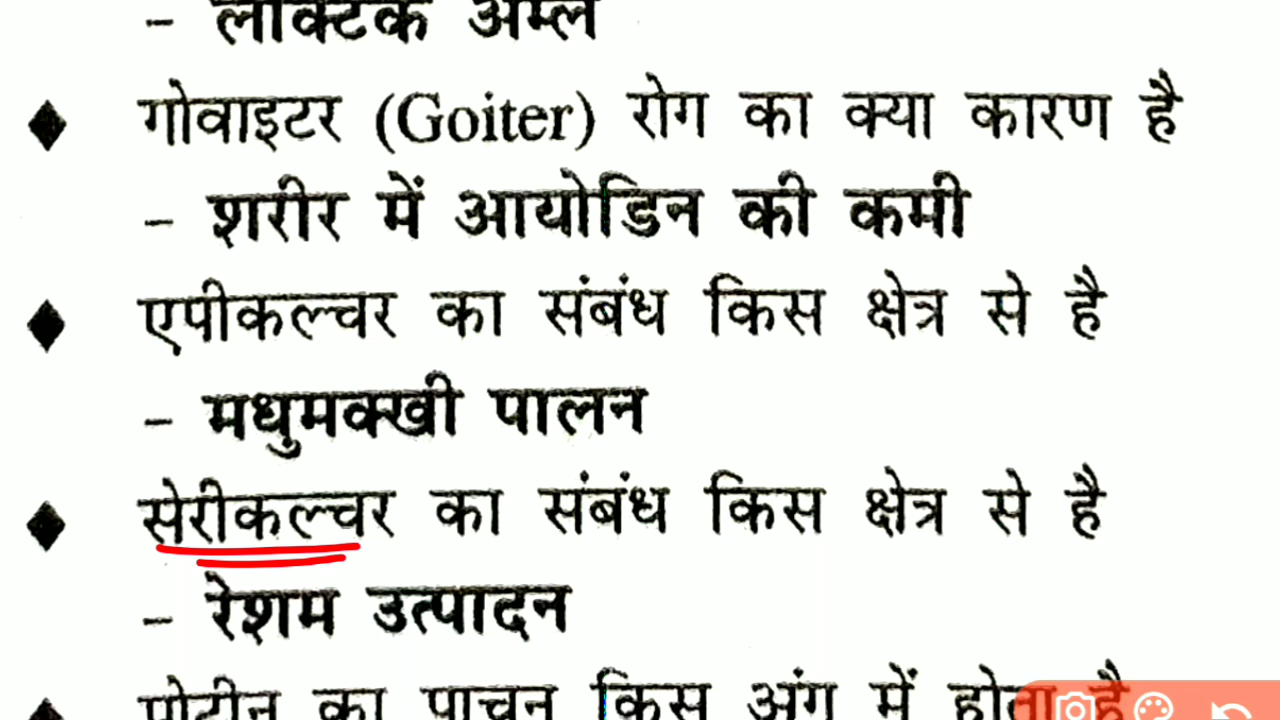 - लैक्टिक अम्ल
♦ गोवाइटर (Goiter) रोग का क्या कारण है
- शरीर में आयोडिन की कमी
♦ एपीकल्चर का संबंध किस क्षेत्र से है
- मधुमक्खी पालन
♦ सेरीकल्चर का संबंध किस क्षेत्र से है
- रेशम उत्पादन
♦ प्रोटीन का पाचन किस अंग में होता है